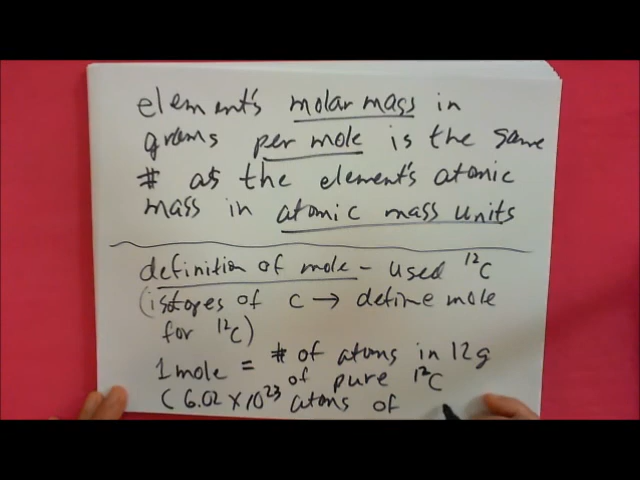 element's molar mass in
grams per mole is the same
# as the element's atomic
mass in atomic mass units
definition of mole - used ¹²C
(isotopes of C → define mole
for ¹²C)
1 mole = # of atoms in 12g
of pure ¹²C
(6.02 x 10²³ atoms of